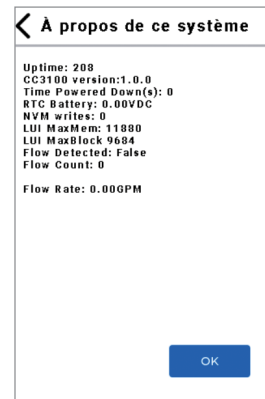 À propos de ce système
Uptime: 208
CC3100 version:1.0.0
Time Powered Down(s): 0
RTC Battery: 0.00VDC
NVM writes: 0
LUI MaxMem: 11880
LUI MaxBlock 9684
Flow Detected: False
Flow Count: 0
Flow Rate: 0.00GPM
OK